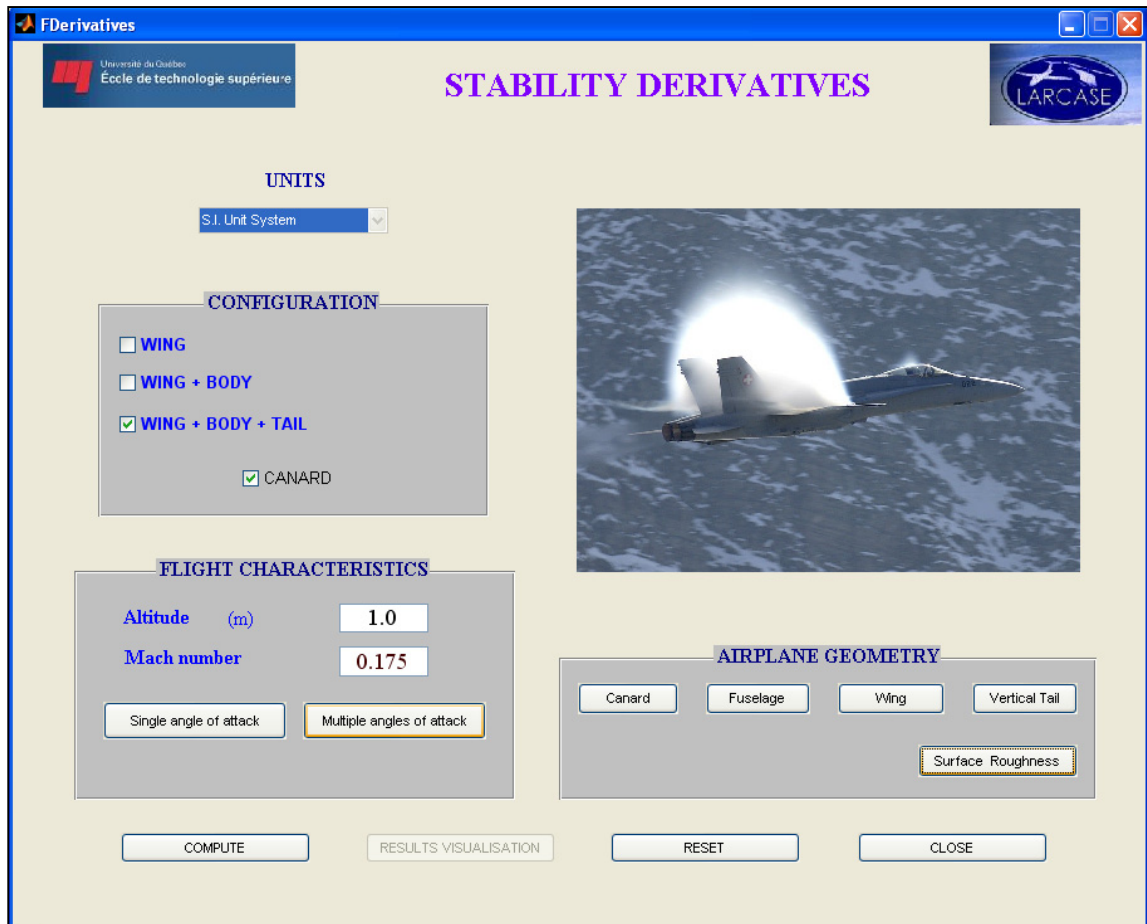 FDerivatives
Université du Québec
École de technologie supérieure
STABILITY DERIVATIVES
LARCASE
UNITS
S.I. Unit System
CONFIGURATION
WING
WING + BODY
WING + BODY + TAIL
CANARD
FLIGHT CHARACTERISTICS
Altitude (m) 1.0
Mach number 0.175
Single angle of attack Multiple angles of attack
AIRPLANE GEOMETRY
Canard Fuselage Wing Vertical Tail
Surface Roughness
COMPUTE RESULTS VISUALISATION RESET CLOSE